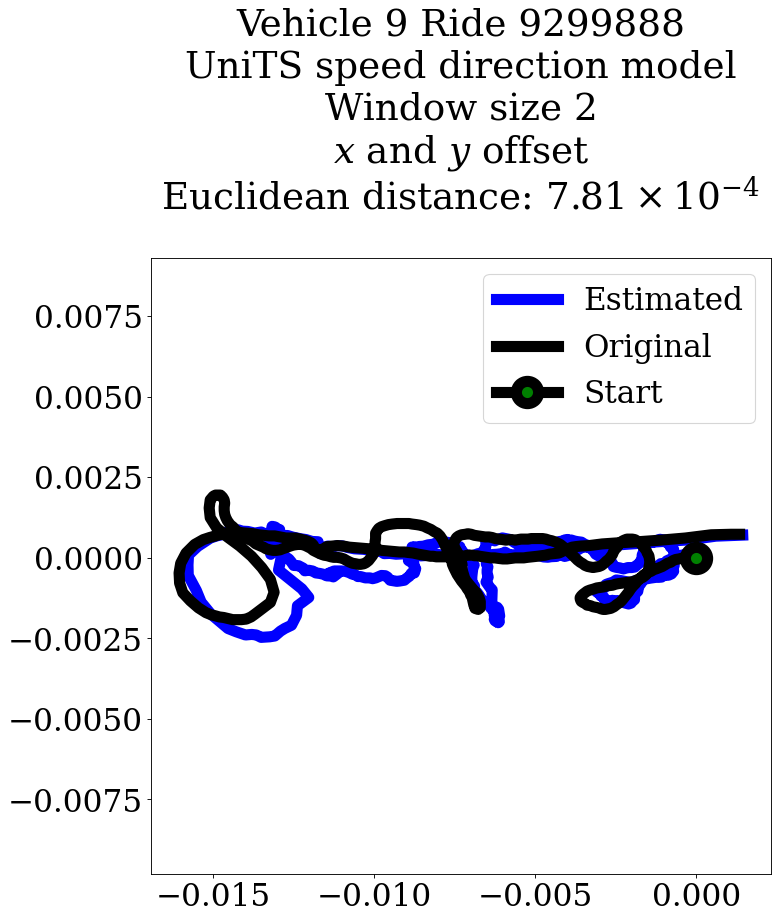 Vehicle 9 Ride 9299888
UniTS speed direction model
Window size 2
x and y offset
Euclidean distance: 7.81 × 10⁻⁴
Estimated
Original
Start
0.0075
0.0050
0.0025
0.0000
−0.0025
−0.0050
−0.0075
−0.015 −0.010 −0.005 0.000